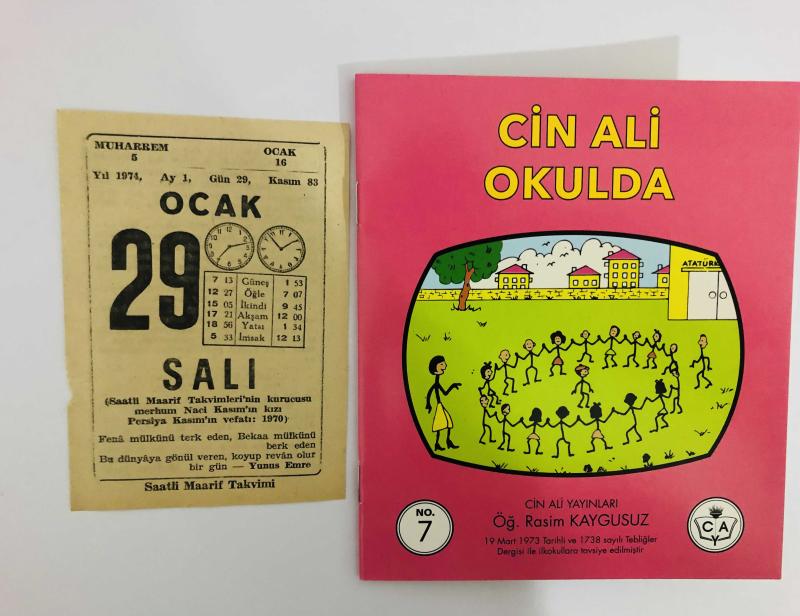 MUHARREM OCAK
5 16
Yıl 1974, Ay 1, Gün 29, Kasım 83
OCAK
29
7 13 Güneş 1 53
12 27 Öğle 7 07
15 05 İkindi 9 45
17 21 Akşam 12 00
18 56 Yatsı 1 34
5 33 İmsak 12 13
SALI
(Saatli Maarif Takvimleri'nin kurucusu
merhum Naci Kasım'ın kızı
Persiya Kasım'ın vefatı: 1970)
Fenâ mülkünü terk eden, Bekaa mülkünü
berk eden
Bu dünyâya gönül veren, koyup revân olur
bir gün — Yunus Emre
Saatli Maarif Takvimi
CİN ALİ
OKULDA
ATATÜRK
CİN ALİ YAYINLARI
Öğ. Rasim KAYGUSUZ
19 Mart 1973 Tarihli ve 1738 sayılı Tebliğler
Dergisi ile ilkokullara tavsiye edilmiştir
NO.
7
C A
Y